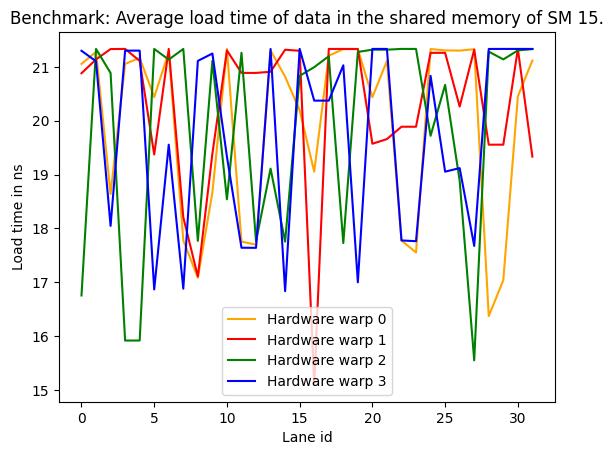 Benchmark: Average load time of data in the shared memory of SM 15.
Load time in ns
21
20
19
18
17
16
15
Hardware warp 0
Hardware warp 1
Hardware warp 2
Hardware warp 3
0 5 10 15 20 25 30
Lane id